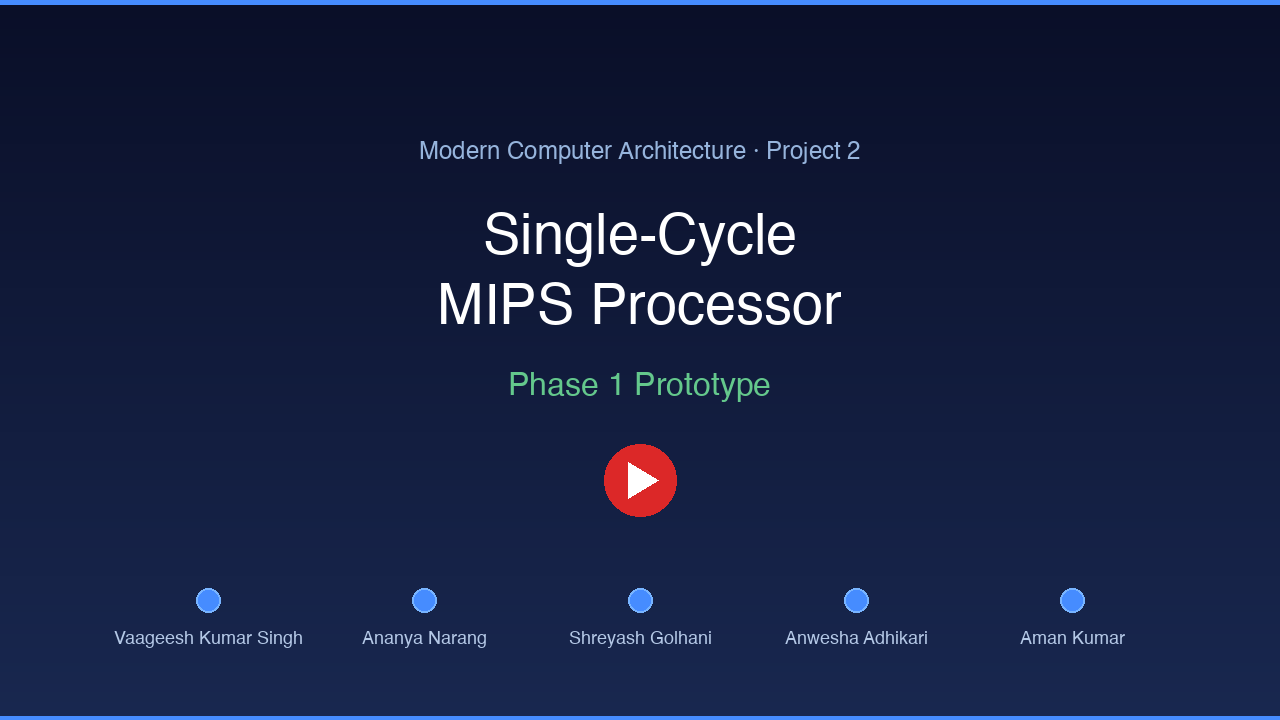 Modern Computer Architecture · Project 2
Single-Cycle
MIPS Processor
Phase 1 Prototype
Vaageesh Kumar Singh
Ananya Narang
Shreyash Golhani
Anwesha Adhikari
Aman Kumar